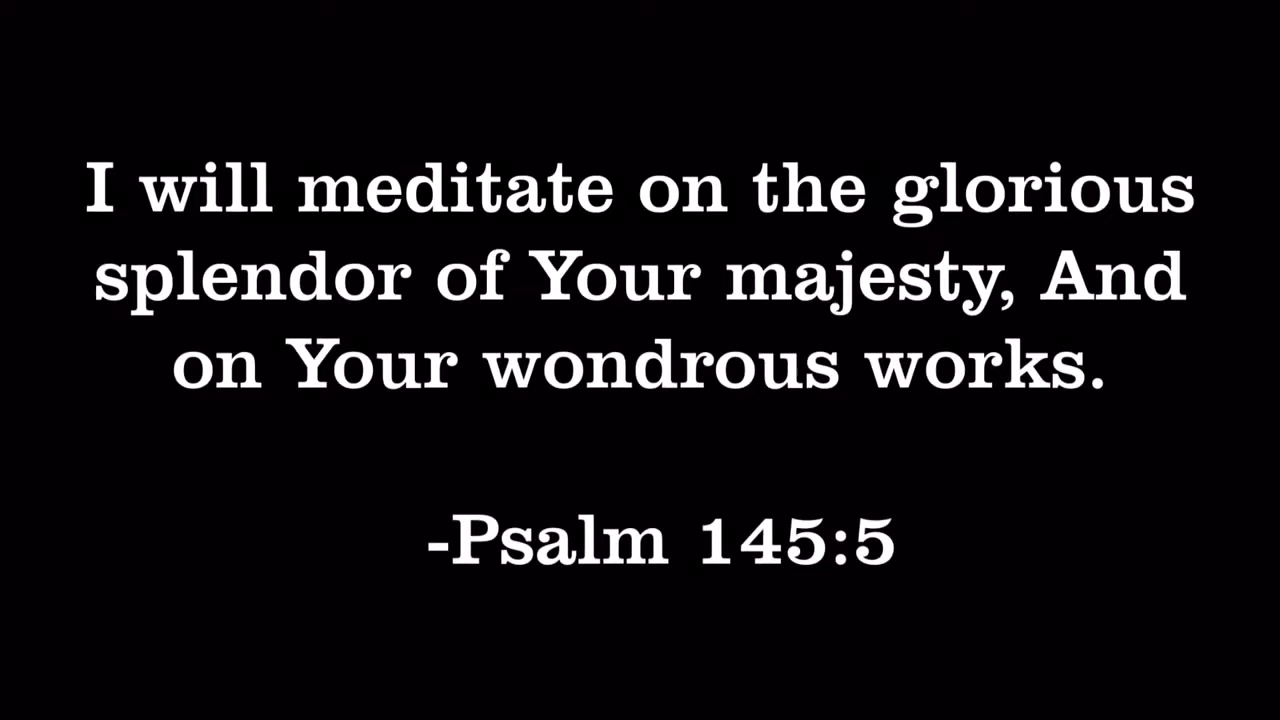 I will meditate on the glorious
splendor of Your majesty, And
on Your wondrous works.
-Psalm 145:5